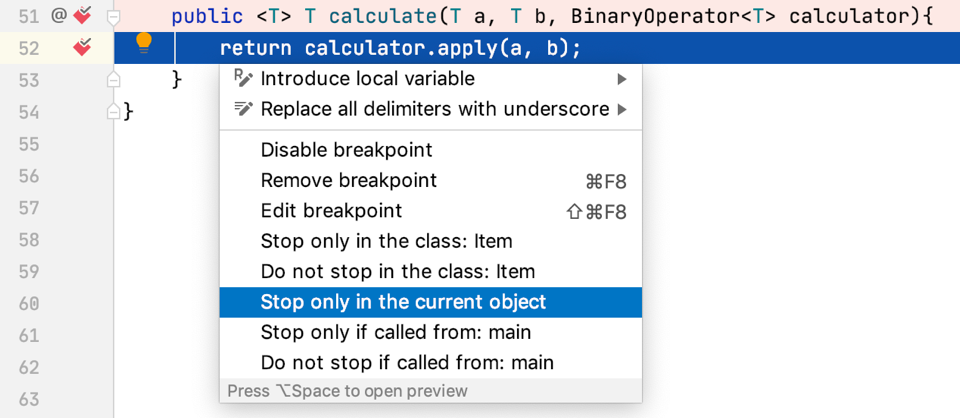 51 @ public <T> T calculate(T a, T b, BinaryOperator<T> calculator){
52 return calculator.apply(a, b);
53 }
54 }
55
56
57
58
59
60
61
62
63
Introduce local variable
Replace all delimiters with underscore
Disable breakpoint
Remove breakpoint ⌘F8
Edit breakpoint ⇧⌘F8
Stop only in the class: Item
Do not stop in the class: Item
Stop only in the current object
Stop only if called from: main
Do not stop if called from: main
Press ⌥Space to open preview